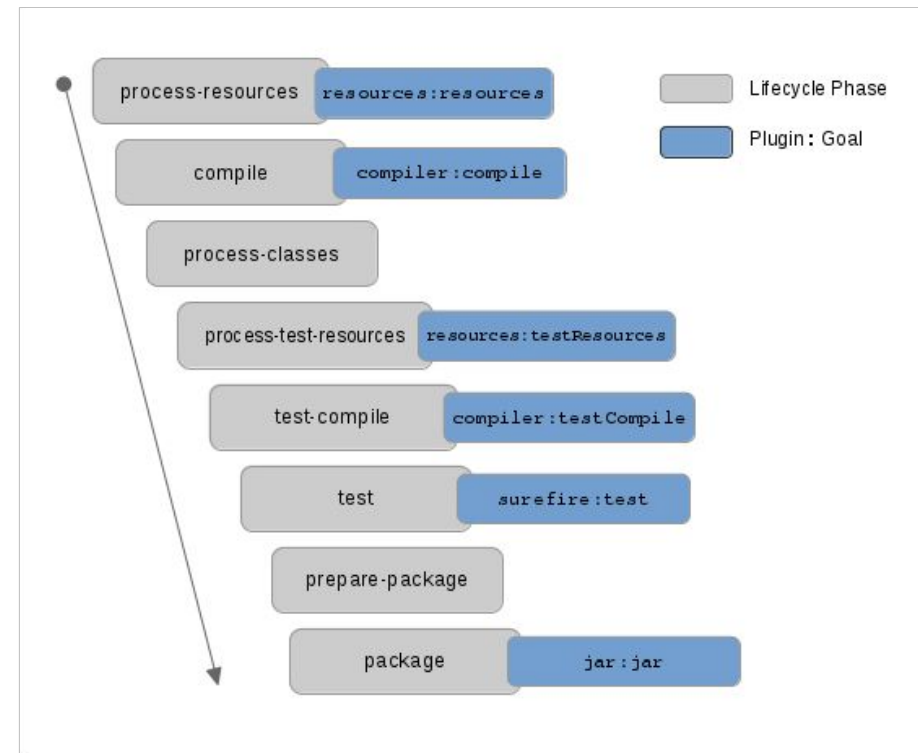 process-resources resources:resources
Lifecycle Phase
compile compiler:compile
Plugin: Goal
process-classes
process-test-resources resources:testResources
test-compile compiler:testCompile
test surefire:test
prepare-package
package jar:jar